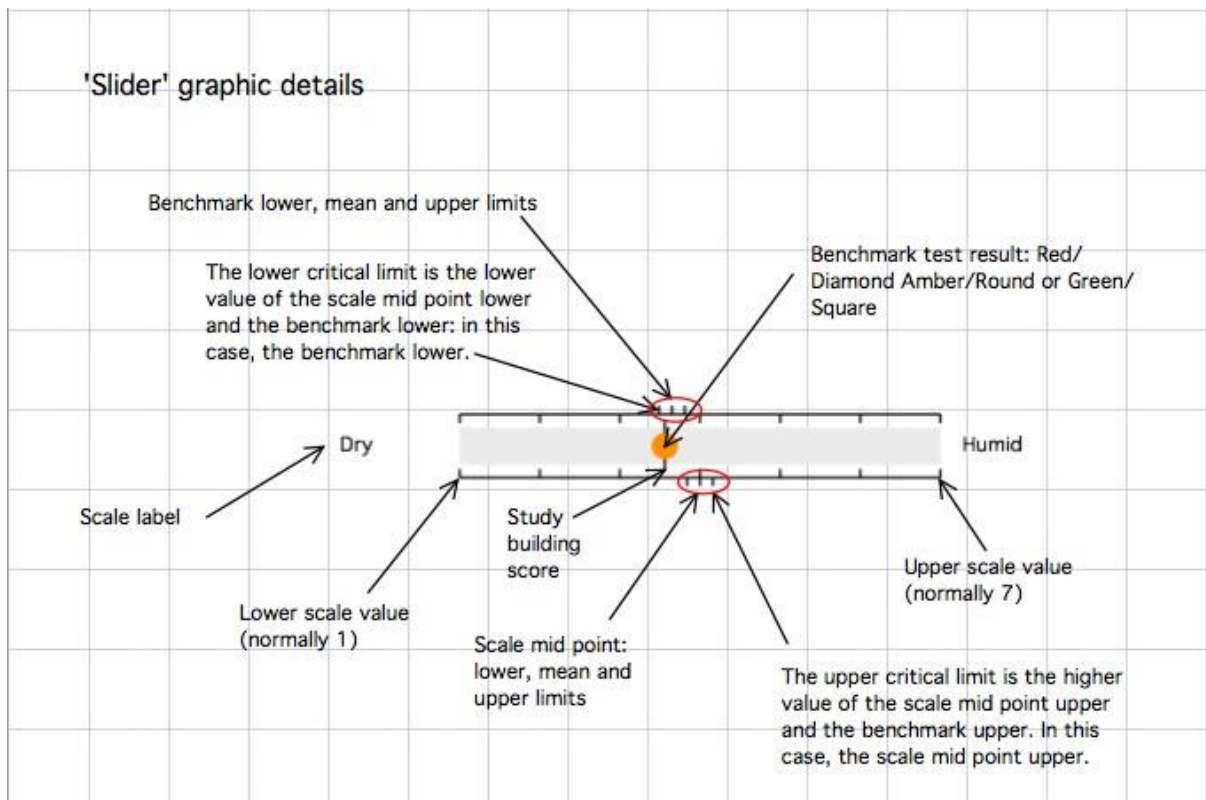 'Slider' graphic details
Benchmark lower, mean and upper limits
The lower critical limit is the lower
value of the scale mid point lower
and the benchmark lower: in this
case, the benchmark lower.
Benchmark test result: Red/
Diamond Amber/Round or Green/
Square
Dry
Humid
Scale label
Study
building
score
Lower scale value
(normally 1)
Upper scale value
(normally 7)
Scale mid point:
lower, mean and
upper limits
The upper critical limit is the higher
value of the scale mid point upper
and the benchmark upper. In this
case, the scale mid point upper.